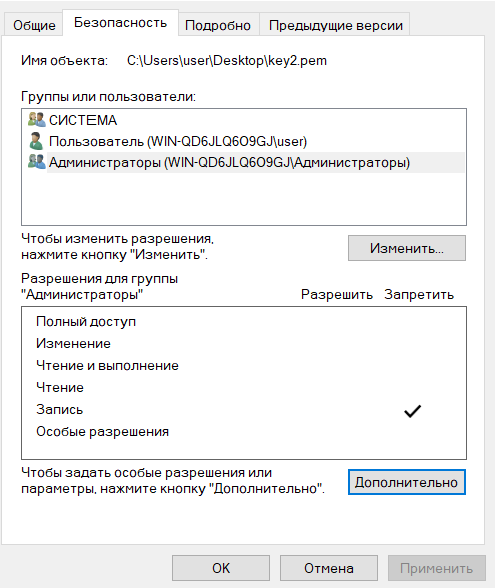 Общие Безопасность Подробно Предыдущие версии
Имя объекта: C:\Users\user\Desktop\key2.pem
Группы или пользователи:
СИСТЕМА
Пользователь (WIN-QD6JLQ6O9GJ\user)
Администраторы (WIN-QD6JLQ6O9GJ\Администраторы)
Чтобы изменить разрешения,
нажмите кнопку "Изменить".
Изменить...
Разрешения для группы
"Администраторы"
Разрешить Запретить
Полный доступ
Изменение
Чтение и выполнение
Чтение
Запись
Особые разрешения
Чтобы задать особые разрешения или
параметры, нажмите кнопку "Дополнительно".
Дополнительно
OK Отмена Применить